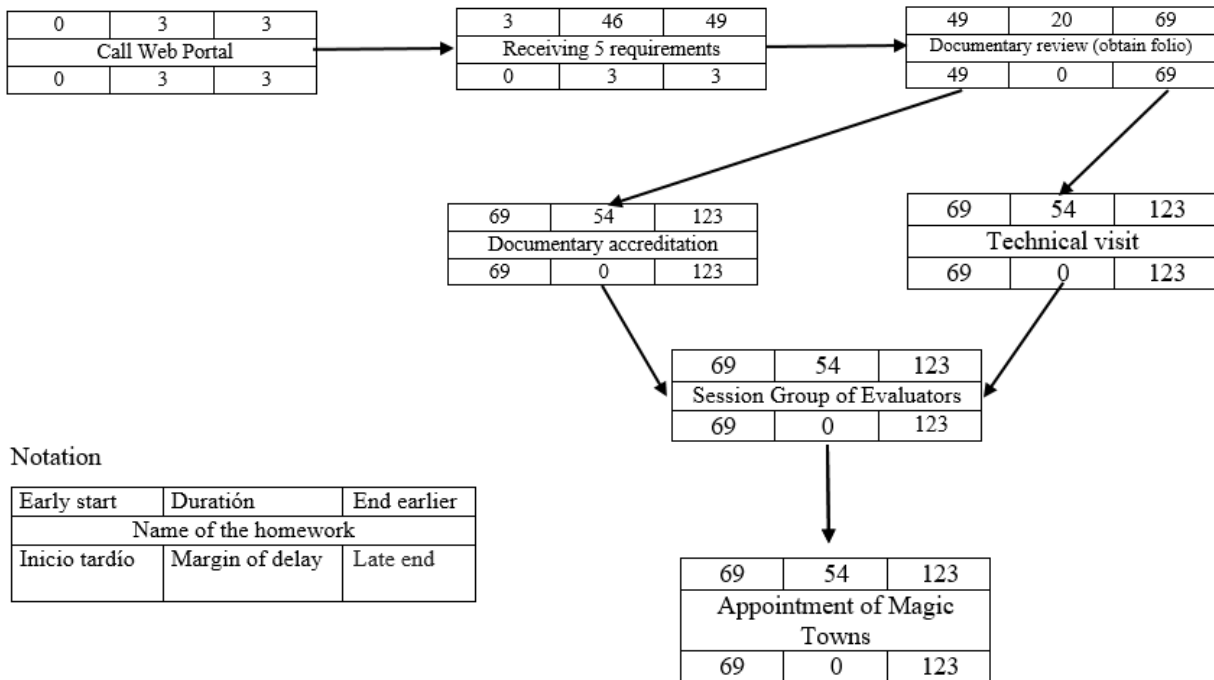 0 3 3
Call Web Portal
0 3 3
3 46 49
Receiving 5 requirements
0 3 3
49 20 69
Documentary review (obtain folio)
49 0 69
69 54 123
Documentary accreditation
69 0 123
69 54 123
Technical visit
69 0 123
69 54 123
Session Group of Evaluators
69 0 123
Notation
Early start Duratión End earlier
Name of the homework
Inicio tardío Margin of delay Late end
69 54 123
Appointment of Magic
Towns
69 0 123